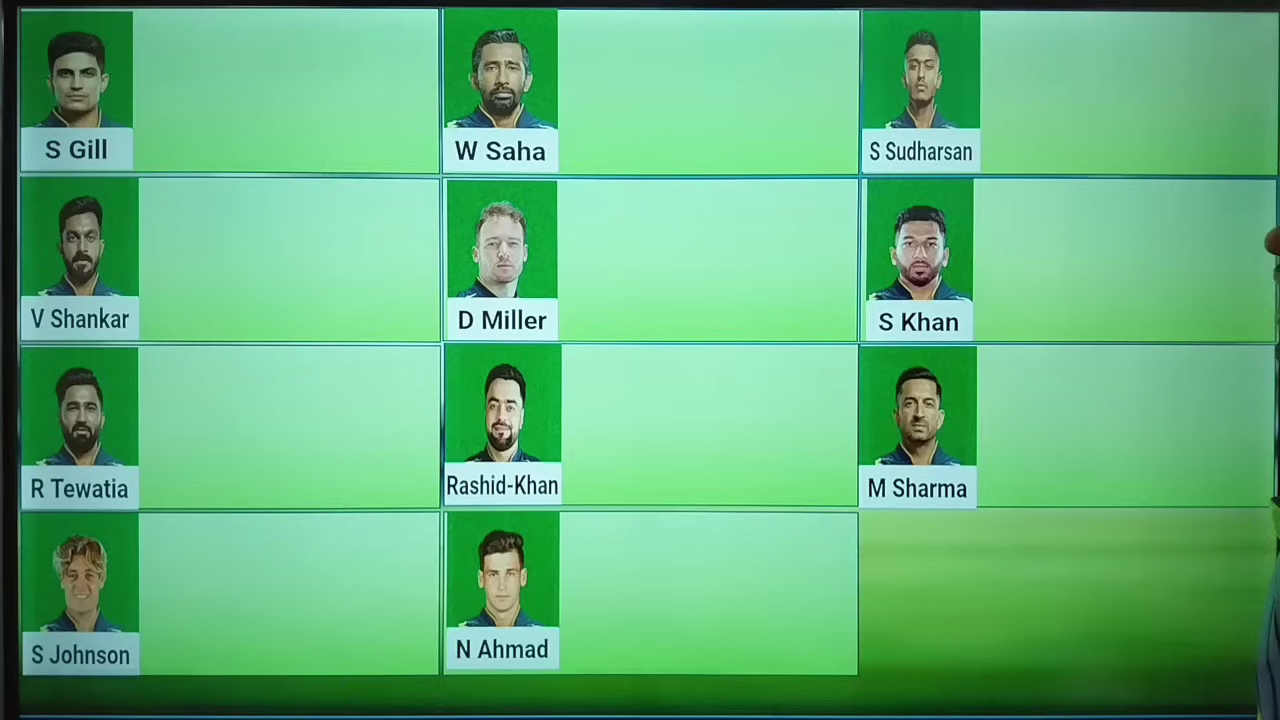 S Gill
W Saha
S Sudharsan
V Shankar
D Miller
S Khan
R Tewatia
Rashid-Khan
M Sharma
S Johnson
N Ahmad